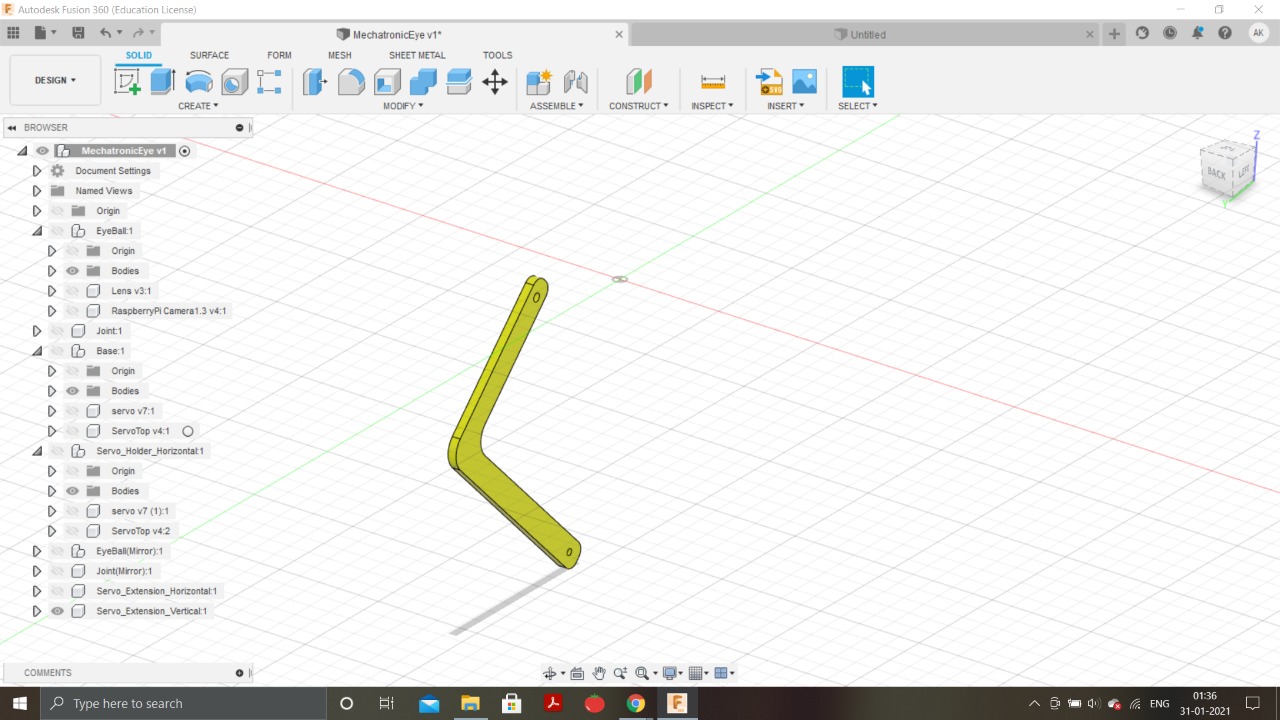 Autodesk Fusion 360 (Education License)
MechatronicEye v1*
Untitled
AK
SOLID SURFACE FORM MESH SHEET METAL TOOLS
DESIGN
CREATE MODIFY ASSEMBLE CONSTRUCT INSPECT INSERT SELECT
SVG
BROWSER
MechatronicEye v1
Document Settings
Named Views
Origin
EyeBall:1
Origin
Bodies
Lens v3:1
RaspberryPi Camera1.3 v4:1
Joint:1
Base:1
Origin
Bodies
servo v7:1
ServoTop v4:1
Servo_Holder_Horizontal:1
Origin
Bodies
servo v7 (1):1
ServoTop v4:2
EyeBall(Mirror):1
Joint(Mirror):1
Servo_Extension_Horizontal:1
Servo_Extension_Vertical:1
Z
BACK LEFT
Y
COMMENTS
Type here to search
ENG
01:36
31-01-2021